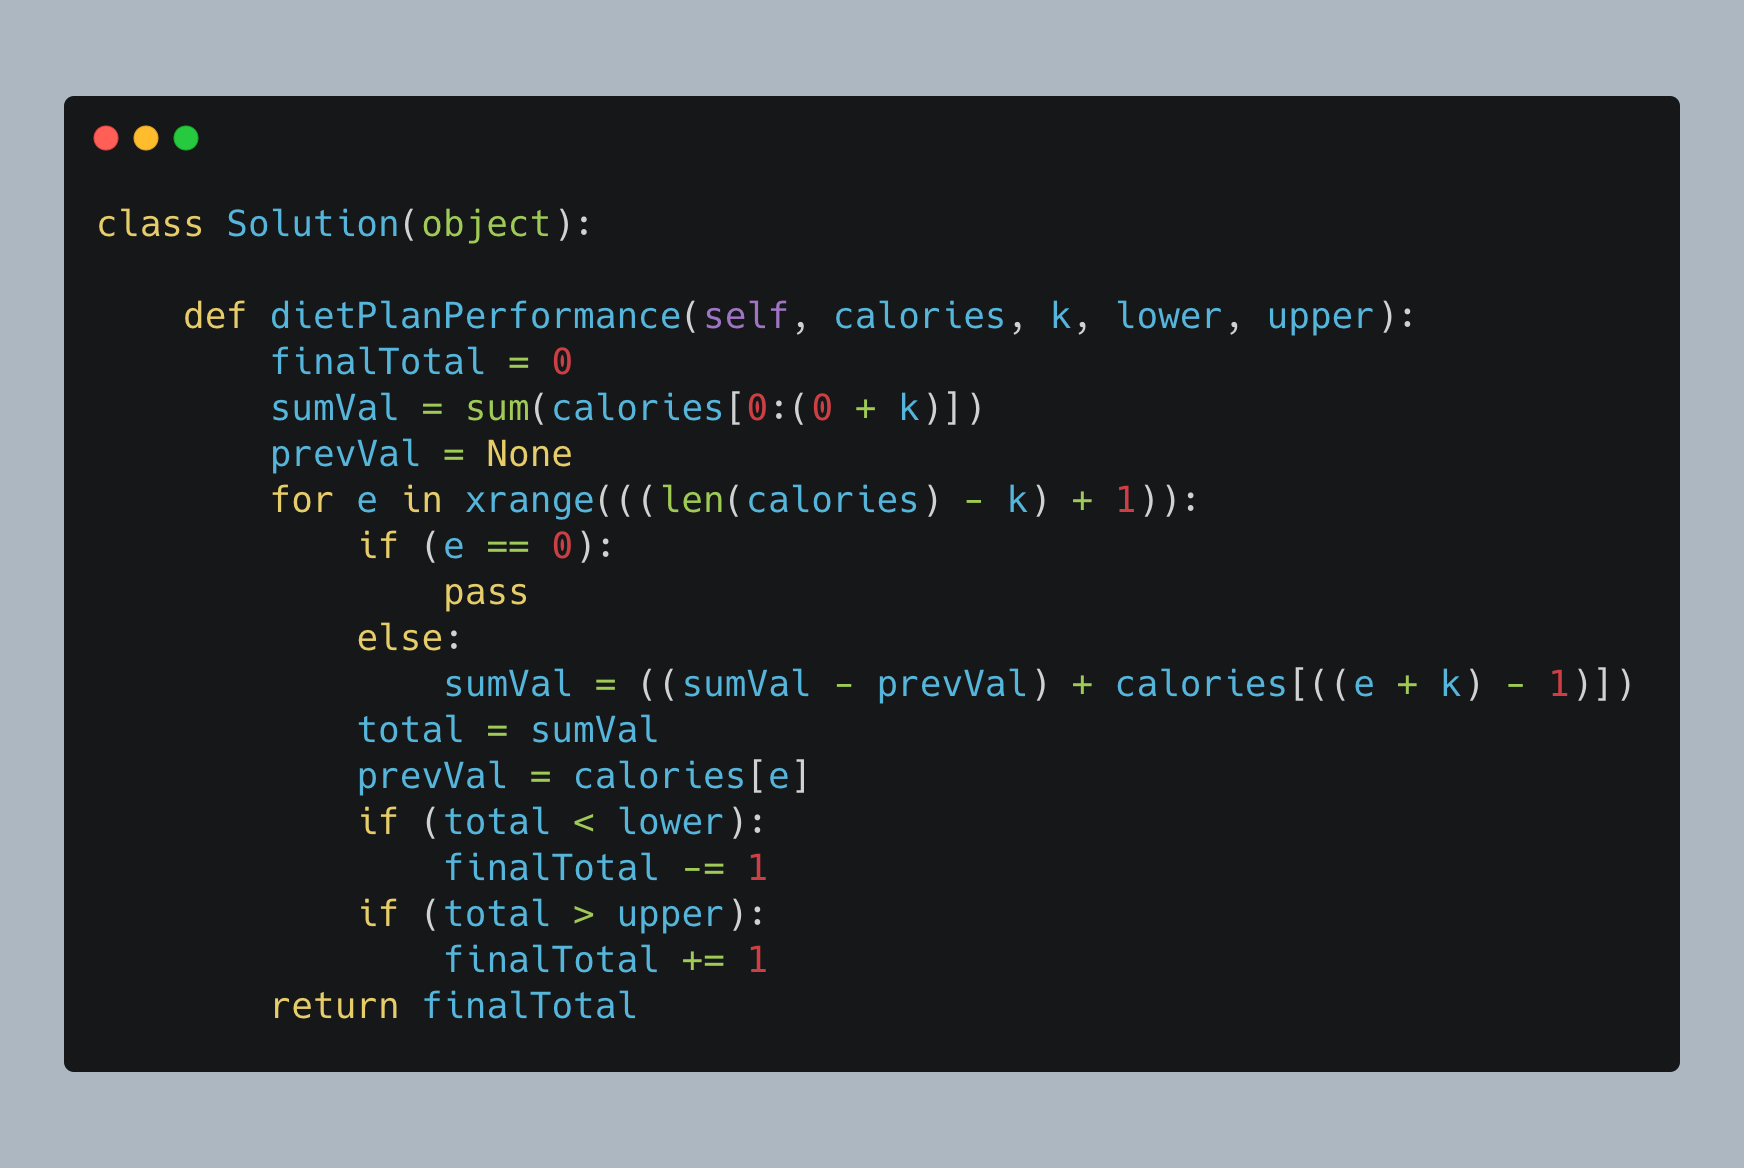 class Solution(object):

    def dietPlanPerformance(self, calories, k, lower, upper):
        finalTotal = 0
        sumVal = sum(calories[0:(0 + k)])
        prevVal = None
        for e in xrange(((len(calories) - k) + 1)):
            if (e == 0):
                pass
            else:
                sumVal = ((sumVal - prevVal) + calories[((e + k) - 1)])
            total = sumVal
            prevVal = calories[e]
            if (total < lower):
                finalTotal -= 1
            if (total > upper):
                finalTotal += 1
        return finalTotal